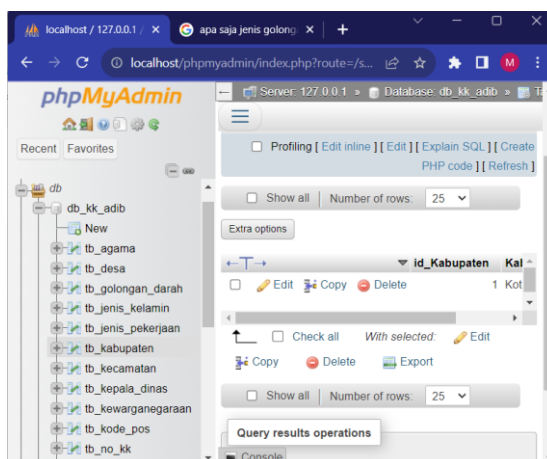 localhost / 127.0.0.1 /
apa saja jenis golong
localhost/phpmyadmin/index.php?route=/s...
M
phpMyAdmin
Recent Favorites
db
db_kk_adib
New
tb_agama
tb_desa
tb_golongan_darah
tb_jenis_kelamin
tb_jenis_pekerjaan
tb_kabupaten
tb_kecamatan
tb_kepala_dinas
tb_kewarganegaraan
tb_kode_pos
tb_no_kk
Server: 127.0.0.1 » Database: db_kk_adib » Ta
Profiling [ Edit inline ] [ Edit ] [ Explain SQL ] [ Create
PHP code ] [ Refresh ]
Show all Number of rows: 25
Extra options
←T→ id_Kabupaten Kal
Edit Copy Delete 1 Kot
Check all With selected: Edit
Copy Delete Export
Show all Number of rows: 25
Query results operations
Console